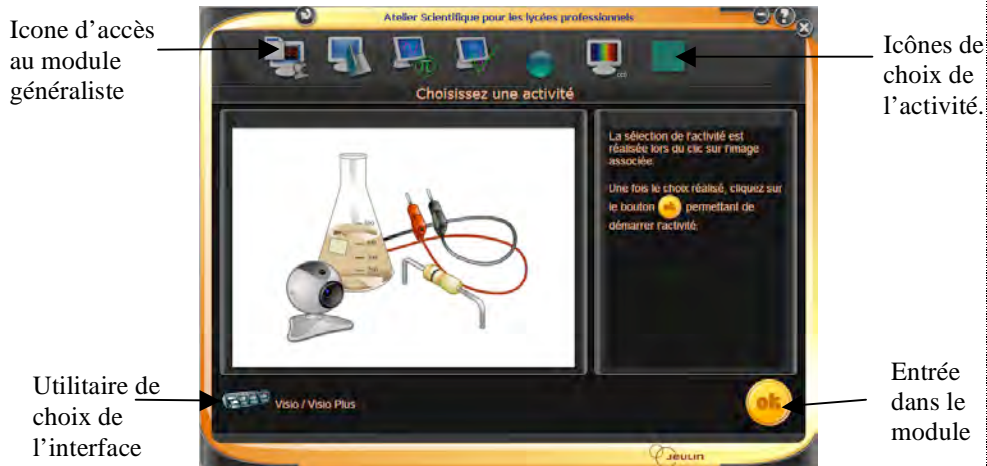 Icone d’accès
au module
généraliste
Atelier Scientifique pour les lycées professionnels
Choisissez une activité
La sélection de l'activité est
réalisée lors du clic sur l'image
associée.
Une fois le choix réalisé, cliquez sur
le bouton ok permettant de
démarrer l'activité.
Icônes de
choix de
l’activité.
Utilitaire de
choix de
l’interface
Visio / Visio Plus
ok
Entrée
dans le
module
Jeulin